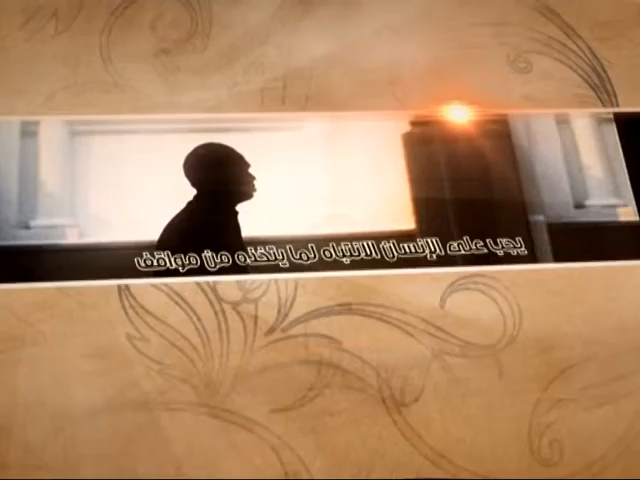 يجب على الإنسان الانتباه لما يتخذه من مواقف